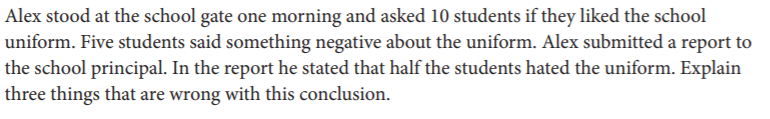 Alex stood at the school gate one morning and asked 10 students if they liked the school
uniform. Five students said something negative about the uniform. Alex submitted a report to
the school principal. In the report he stated that half the students hated the uniform. Explain
three things that are wrong with this conclusion.